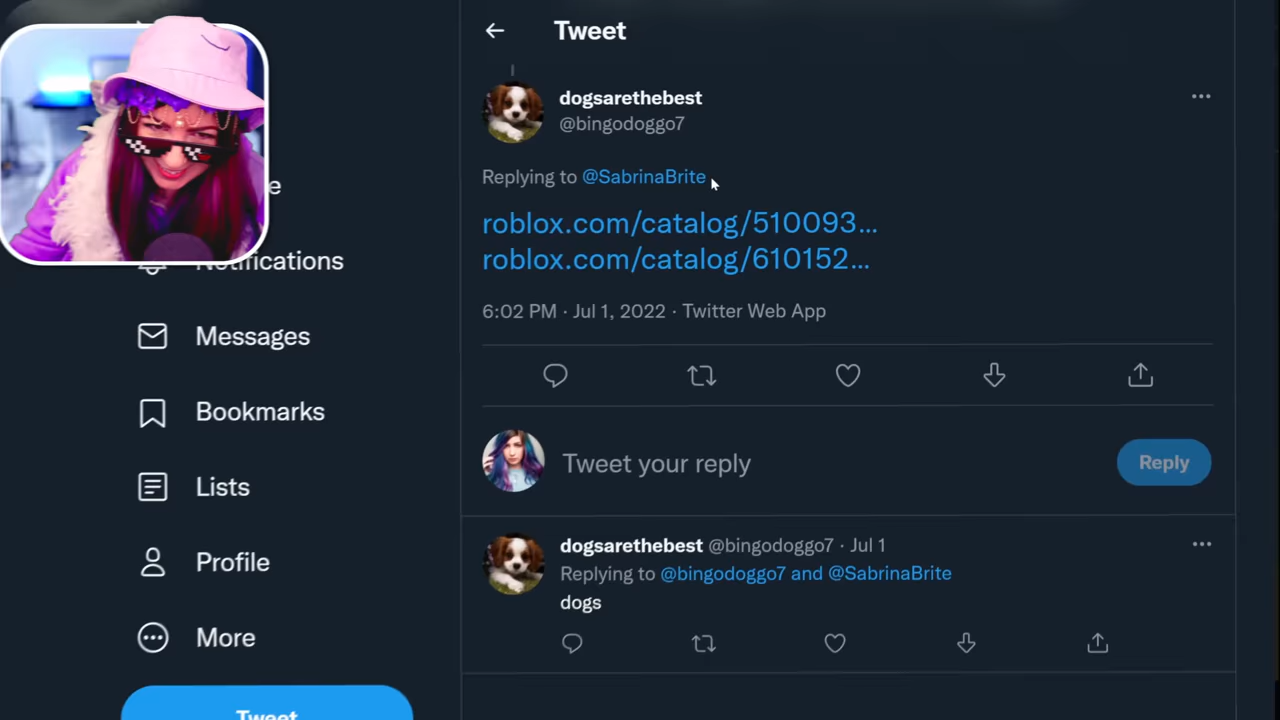 Tweet
dogsarethebest
@bingodoggo7
Replying to @SabrinaBrite
roblox.com/catalog/510093...
roblox.com/catalog/610152...
6:02 PM · Jul 1, 2022 · Twitter Web App
Tweet your reply
Reply
dogsarethebest @bingodoggo7 · Jul 1
Replying to @bingodoggo7 and @SabrinaBrite
dogs
e
Notifications
Messages
Bookmarks
Lists
Profile
More
Tweet